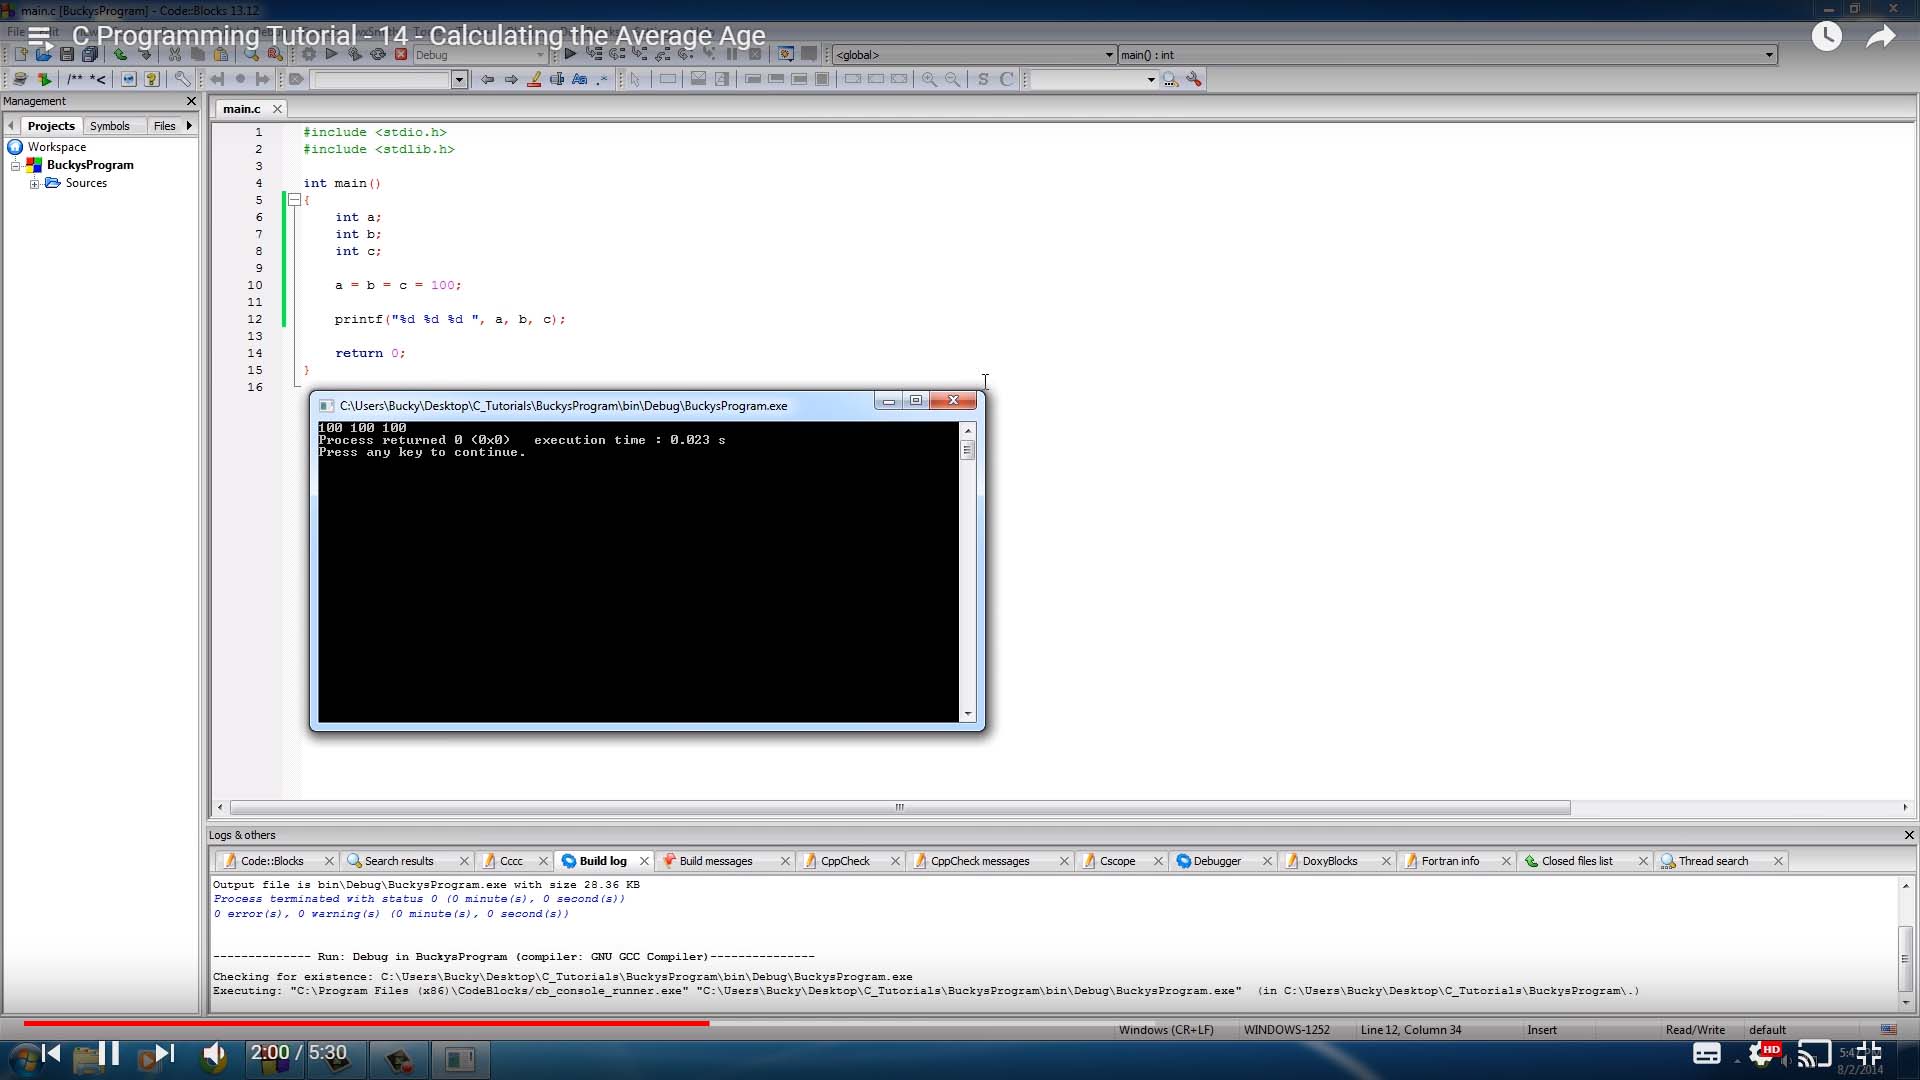 main.c [BuckysProgram] - Code::Blocks 13.12
C Programming Tutorial - 14 - Calculating the Average Age
File
Debug
<global>
main() : int
/** *<
S C
Management
main.c
Projects Symbols Files
Workspace
BuckysProgram
Sources
1 #include <stdio.h>
2 #include <stdlib.h>
3
4 int main()
5 {
6 int a;
7 int b;
8 int c;
9
10 a = b = c = 100;
11
12 printf("%d %d %d ", a, b, c);
13
14 return 0;
15 }
16
C:\Users\Bucky\Desktop\C_Tutorials\BuckysProgram\bin\Debug\BuckysProgram.exe
100 100 100
Process returned 0 (0x0)   execution time : 0.023 s
Press any key to continue.
Logs & others
Code::Blocks Search results Cccc Build log Build messages CppCheck CppCheck messages Cscope Debugger DoxyBlocks Fortran info Closed files list Thread search
Output file is bin\Debug\BuckysProgram.exe with size 28.36 KB
Process terminated with status 0 (0 minute(s), 0 second(s))
0 error(s), 0 warning(s) (0 minute(s), 0 second(s))
-------------- Run: Debug in BuckysProgram (compiler: GNU GCC Compiler)---------------
Checking for existence: C:\Users\Bucky\Desktop\C_Tutorials\BuckysProgram\bin\Debug\BuckysProgram.exe
Executing: "C:\Program Files (x86)\CodeBlocks/cb_console_runner.exe" "C:\Users\Bucky\Desktop\C_Tutorials\BuckysProgram\bin\Debug\BuckysProgram.exe"  (in C:\Users\Bucky\Desktop\C_Tutorials\BuckysProgram\.)
Windows (CR+LF) WINDOWS-1252 Line 12, Column 34 Insert Read/Write default
2:00 / 5:30
HD
8/2/2014